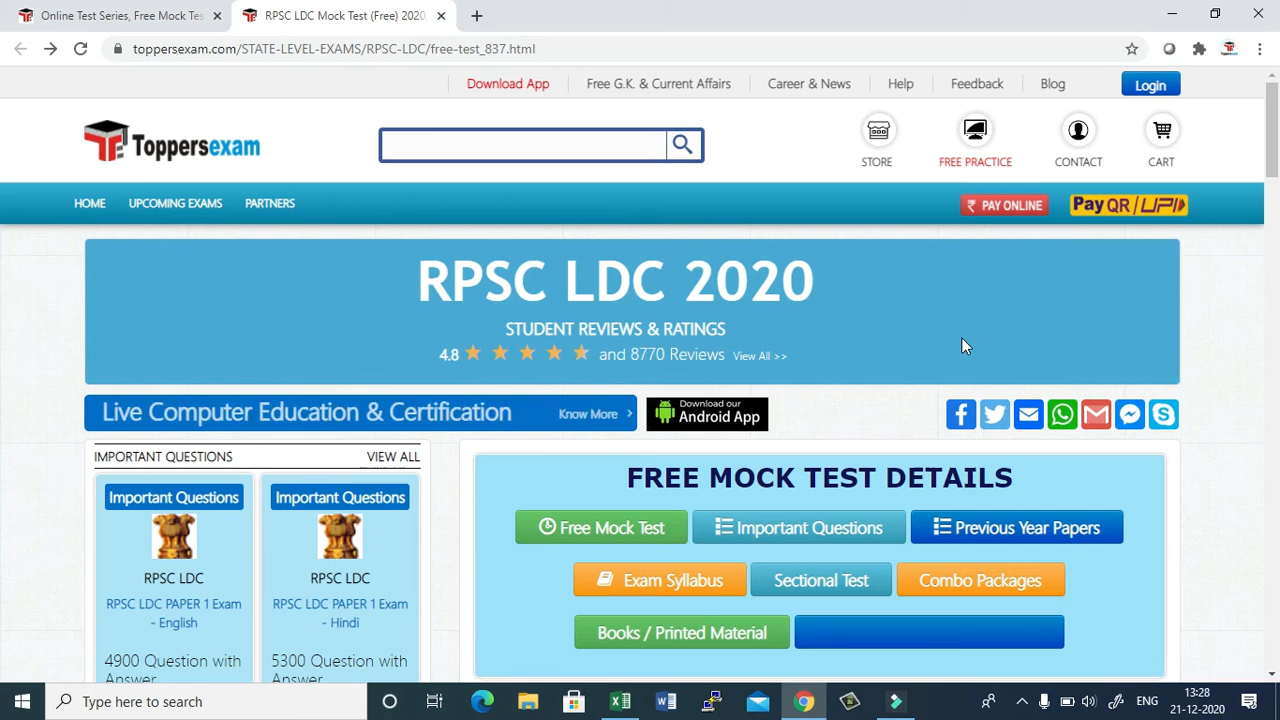 Online Test Series, Free Mock Tes
RPSC LDC Mock Test (Free) 2020,
toppersexam.com/STATE-LEVEL-EXAMS/RPSC-LDC/free-test_837.html
Download App
Free G.K. & Current Affairs
Career & News
Help
Feedback
Blog
Login
Toppersexam
STORE
FREE PRACTICE
CONTACT
CART
HOME
UPCOMING EXAMS
PARTNERS
₹ PAY ONLINE
Pay QR/UPI
RPSC LDC 2020
STUDENT REVIEWS & RATINGS
4.8 ★ ★ ★ ★ ★ and 8770 Reviews View All >>
Live Computer Education & Certification
Know More >
Download our
Android App
IMPORTANT QUESTIONS
VIEW ALL
Important Questions
RPSC LDC
RPSC LDC PAPER 1 Exam
- English
4900 Question with
Answer
Important Questions
RPSC LDC
RPSC LDC PAPER 1 Exam
- Hindi
5300 Question with
Answer
FREE MOCK TEST DETAILS
Free Mock Test
Important Questions
Previous Year Papers
Exam Syllabus
Sectional Test
Combo Packages
Books / Printed Material
Type here to search
ENG
13:28
21-12-2020